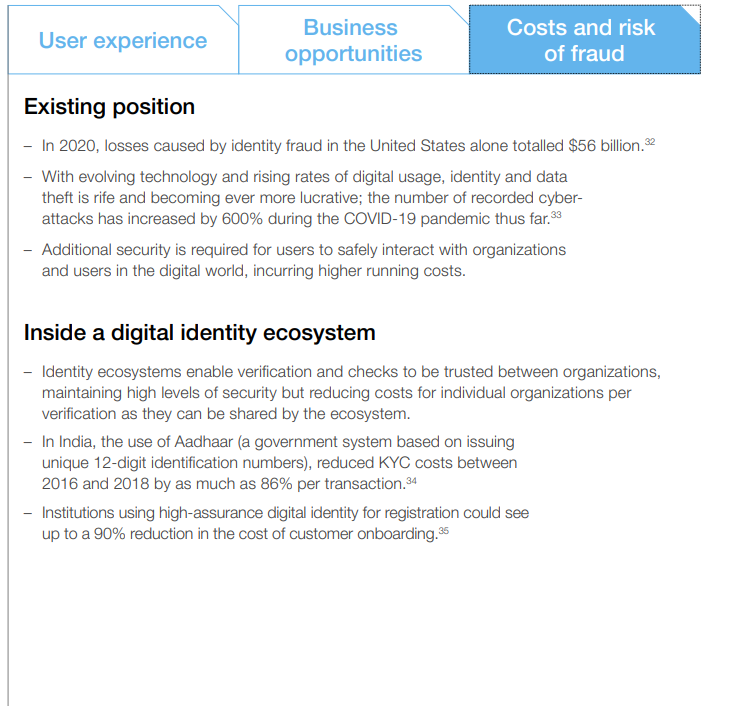 User experience
Business
opportunities
Costs and risk
of fraud
Existing position
– In 2020, losses caused by identity fraud in the United States alone totalled $56 billion.32
– With evolving technology and rising rates of digital usage, identity and data
theft is rife and becoming ever more lucrative; the number of recorded cyber-
attacks has increased by 600% during the COVID-19 pandemic thus far.33
– Additional security is required for users to safely interact with organizations
and users in the digital world, incurring higher running costs.
Inside a digital identity ecosystem
– Identity ecosystems enable verification and checks to be trusted between organizations,
maintaining high levels of security but reducing costs for individual organizations per
verification as they can be shared by the ecosystem.
– In India, the use of Aadhaar (a government system based on issuing
unique 12-digit identification numbers), reduced KYC costs between
2016 and 2018 by as much as 86% per transaction.34
– Institutions using high-assurance digital identity for registration could see
up to a 90% reduction in the cost of customer onboarding.35